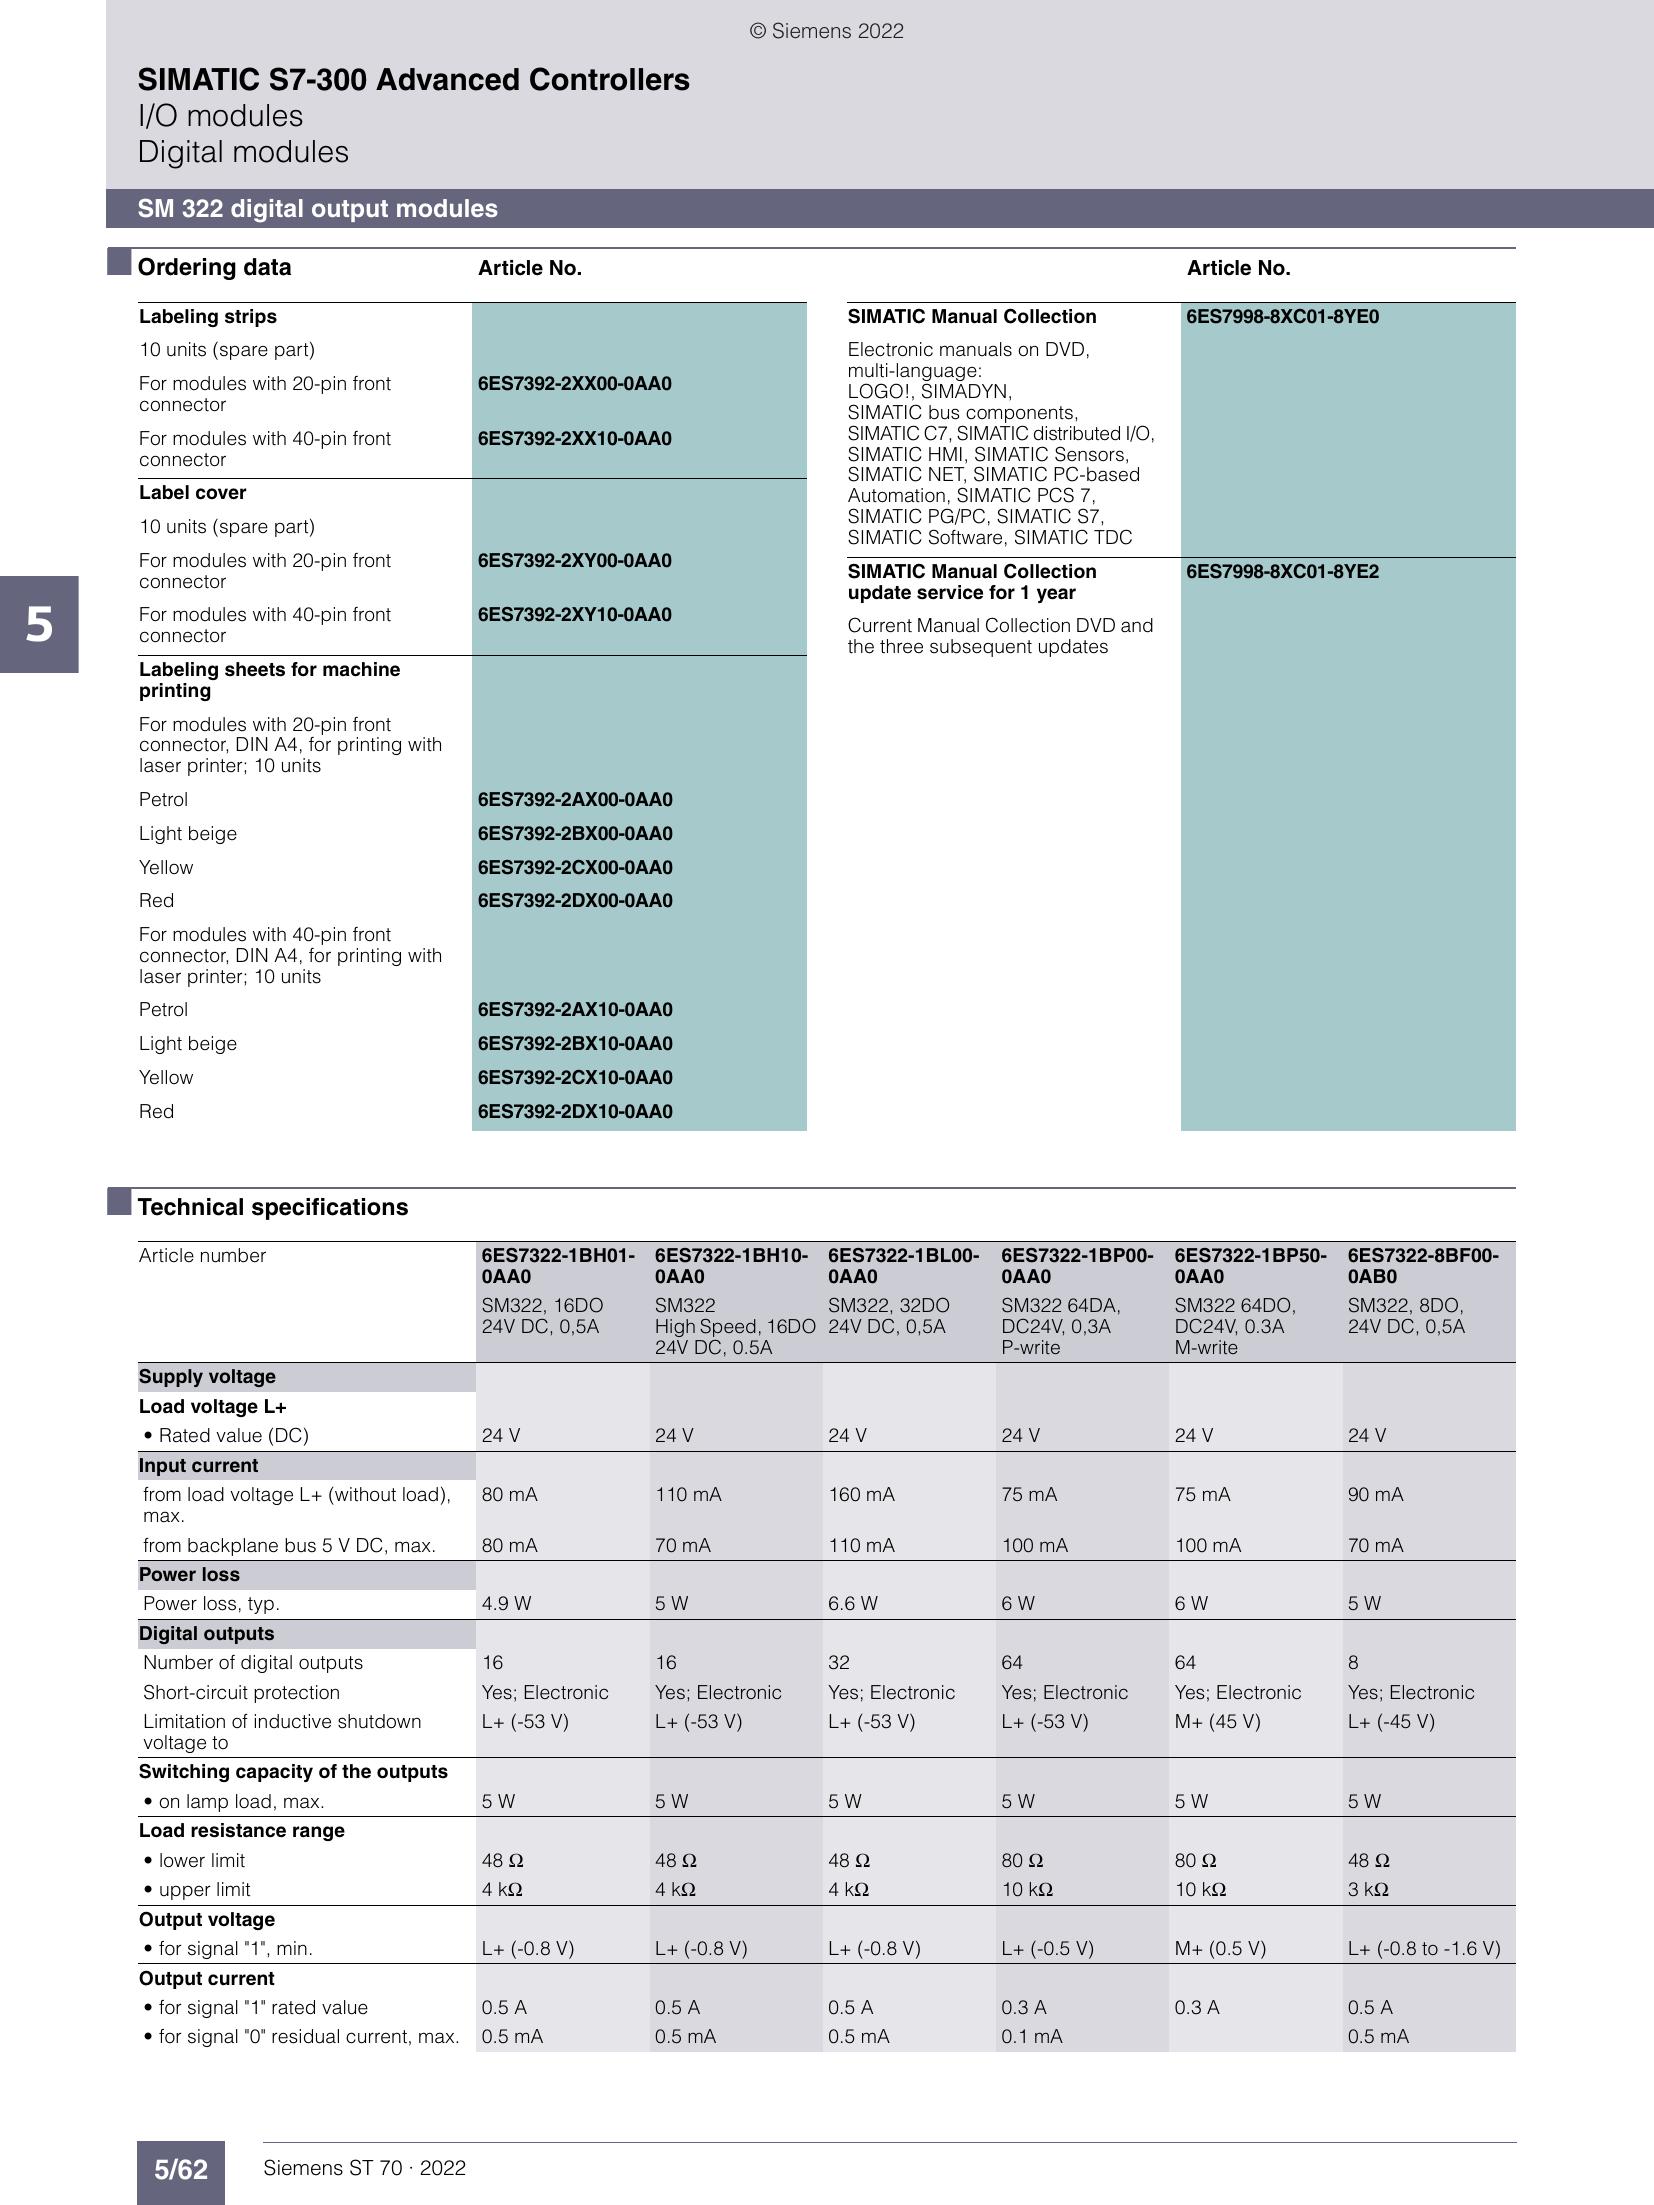 © Siemens 2022
SIMATIC S7-300 Advanced Controllers
I/O modules
Digital modules
SM 322 digital output modules
Ordering data Article No. Article No.
Labeling strips
10 units (spare part)
For modules with 20-pin front 6ES7392-2XX00-0AA0
connector
For modules with 40-pin front 6ES7392-2XX10-0AA0
connector
Label cover
10 units (spare part)
For modules with 20-pin front 6ES7392-2XY00-0AA0
connector
For modules with 40-pin front 6ES7392-2XY10-0AA0
connector
Labeling sheets for machine
printing
For modules with 20-pin front
connector, DIN A4, for printing with
laser printer; 10 units
Petrol 6ES7392-2AX00-0AA0
Light beige 6ES7392-2BX00-0AA0
Yellow 6ES7392-2CX00-0AA0
Red 6ES7392-2DX00-0AA0
For modules with 40-pin front
connector, DIN A4, for printing with
laser printer; 10 units
Petrol 6ES7392-2AX10-0AA0
Light beige 6ES7392-2BX10-0AA0
Yellow 6ES7392-2CX10-0AA0
Red 6ES7392-2DX10-0AA0
SIMATIC Manual Collection 6ES7998-8XC01-8YE0
Electronic manuals on DVD,
multi-language:
LOGO!, SIMADYN,
SIMATIC bus components,
SIMATIC C7, SIMATIC distributed I/O,
SIMATIC HMI, SIMATIC Sensors,
SIMATIC NET, SIMATIC PC-based
Automation, SIMATIC PCS 7,
SIMATIC PG/PC, SIMATIC S7,
SIMATIC Software, SIMATIC TDC
SIMATIC Manual Collection 6ES7998-8XC01-8YE2
update service for 1 year
Current Manual Collection DVD and
the three subsequent updates
5
Technical specifications
Article number 6ES7322-1BH01- 6ES7322-1BH10- 6ES7322-1BL00- 6ES7322-1BP00- 6ES7322-1BP50- 6ES7322-8BF00-
0AA0 0AA0 0AA0 0AA0 0AA0 0AB0
SM322, 16DO SM322 SM322, 32DO SM322 64DA, SM322 64DO, SM322, 8DO,
24V DC, 0,5A High Speed, 16DO 24V DC, 0,5A DC24V, 0,3A DC24V, 0.3A 24V DC, 0,5A
24V DC, 0.5A P-write M-write
Supply voltage
Load voltage L+
• Rated value (DC) 24 V 24 V 24 V 24 V 24 V 24 V
Input current
from load voltage L+ (without load), 80 mA 110 mA 160 mA 75 mA 75 mA 90 mA
max.
from backplane bus 5 V DC, max. 80 mA 70 mA 110 mA 100 mA 100 mA 70 mA
Power loss
Power loss, typ. 4.9 W 5 W 6.6 W 6 W 6 W 5 W
Digital outputs
Number of digital outputs 16 16 32 64 64 8
Short-circuit protection Yes; Electronic Yes; Electronic Yes; Electronic Yes; Electronic Yes; Electronic Yes; Electronic
Limitation of inductive shutdown L+ (-53 V) L+ (-53 V) L+ (-53 V) L+ (-53 V) M+ (45 V) L+ (-45 V)
voltage to
Switching capacity of the outputs
• on lamp load, max. 5 W 5 W 5 W 5 W 5 W 5 W
Load resistance range
• lower limit 48 Ω 48 Ω 48 Ω 80 Ω 80 Ω 48 Ω
• upper limit 4 kΩ 4 kΩ 4 kΩ 10 kΩ 10 kΩ 3 kΩ
Output voltage
• for signal "1", min. L+ (-0.8 V) L+ (-0.8 V) L+ (-0.8 V) L+ (-0.5 V) M+ (0.5 V) L+ (-0.8 to -1.6 V)
Output current
• for signal "1" rated value 0.5 A 0.5 A 0.5 A 0.3 A 0.3 A 0.5 A
• for signal "0" residual current, max. 0.5 mA 0.5 mA 0.5 mA 0.1 mA 0.5 mA
5/62 Siemens ST 70 · 2022